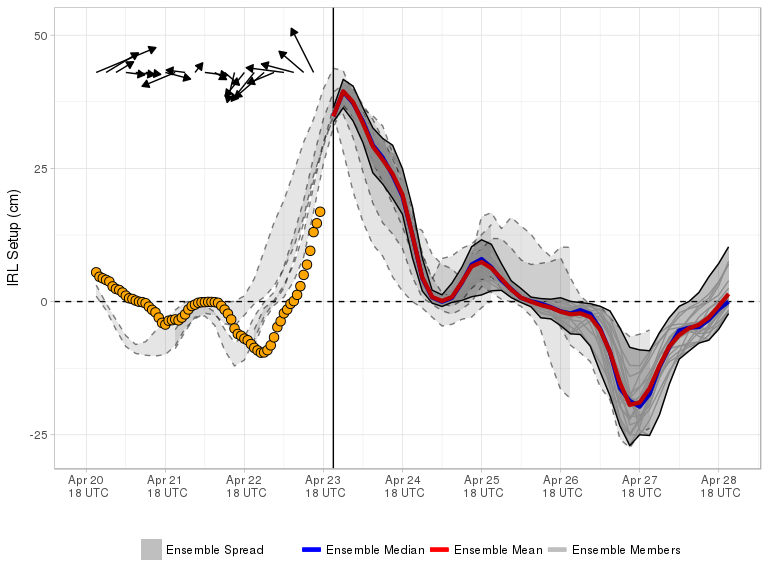 IRL Setup (cm)
50
25
0
-25
Apr 20 Apr 21 Apr 22 Apr 23 Apr 24 Apr 25 Apr 26 Apr 27 Apr 28
18 UTC 18 UTC 18 UTC 18 UTC 18 UTC 18 UTC 18 UTC 18 UTC 18 UTC
Ensemble Spread Ensemble Median Ensemble Mean Ensemble Members